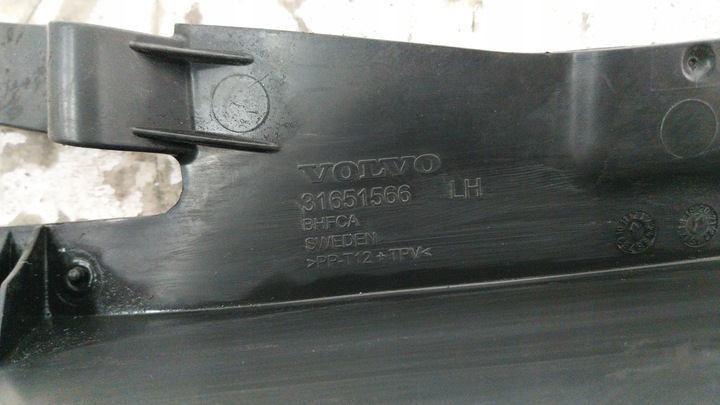 VOLVO
31651566 LH
BHFCA
SWEDEN
>PP-T12+TPV<